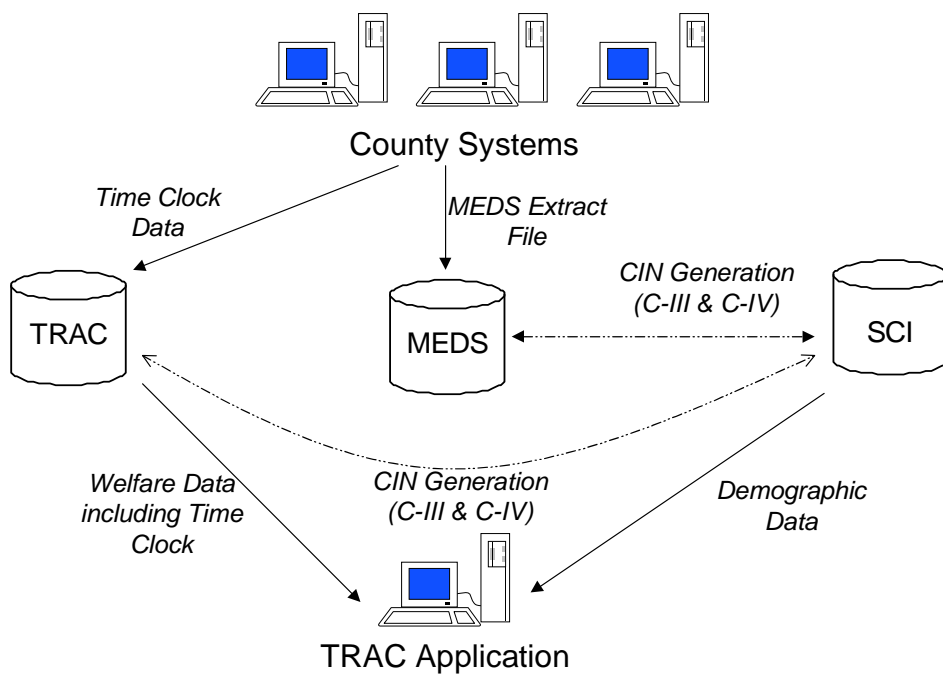 County Systems
Time Clock
Data
MEDS Extract
File
CIN Generation
(C-III & C-IV)
TRAC
MEDS
SCI
Welfare Data
including Time
Clock
CIN Generation
(C-III & C-IV)
Demographic
Data
TRAC Application